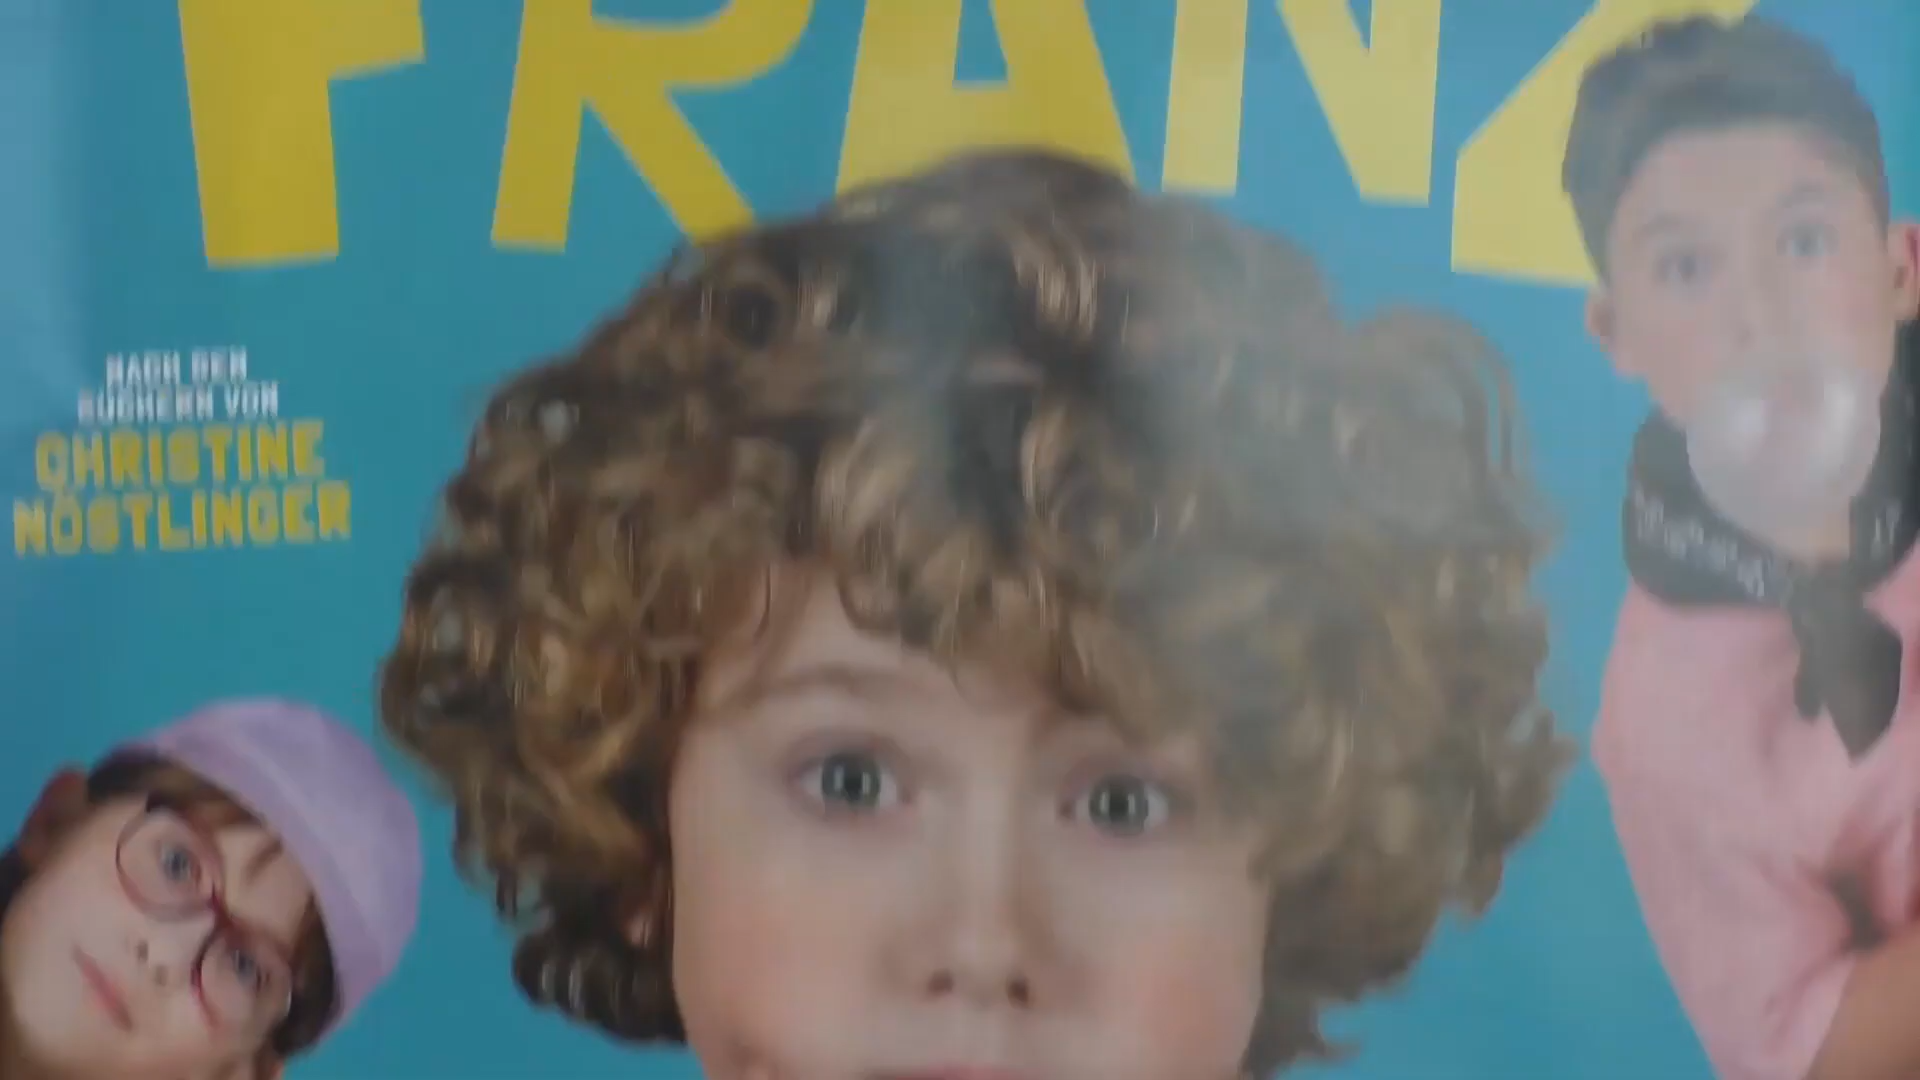 FRANZ
NACH DEN
BÜCHERN VON
CHRISTINE
NÖSTLINGER